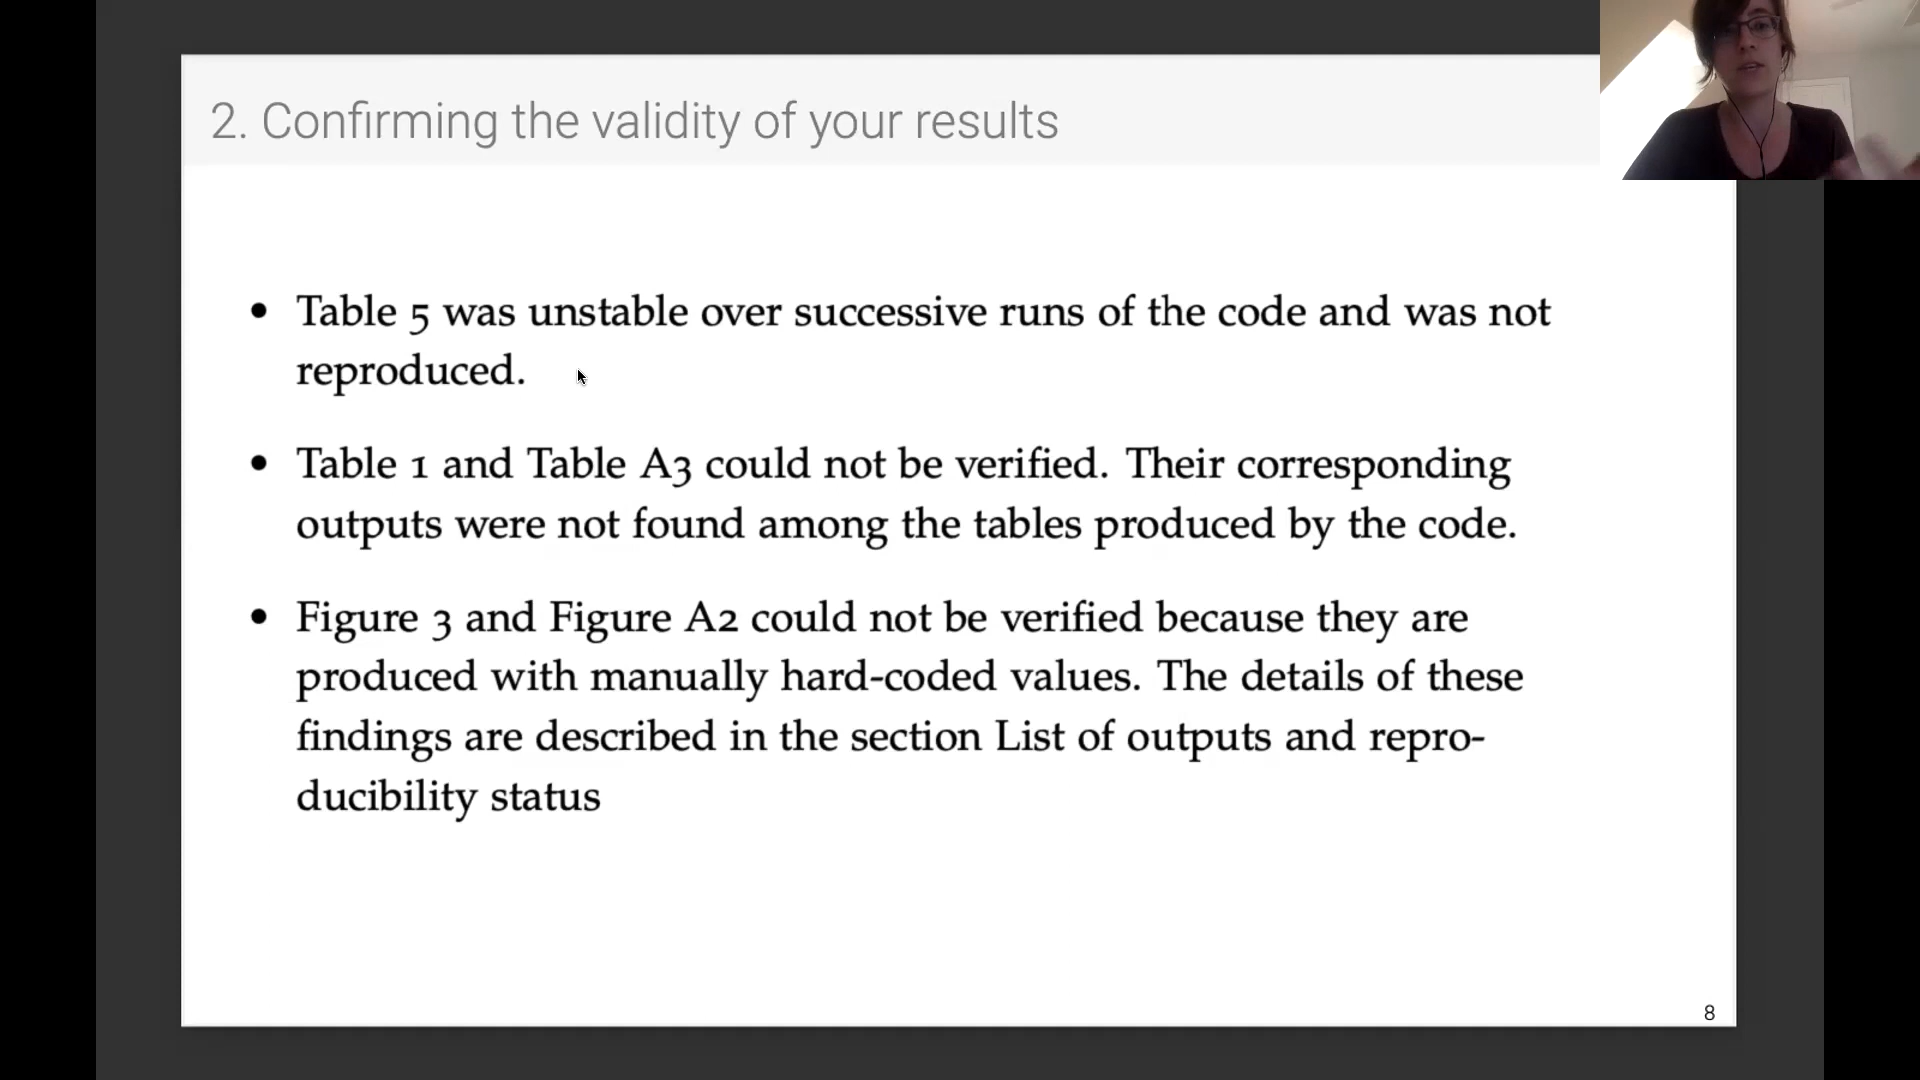 2. Confirming the validity of your results
• Table 5 was unstable over successive runs of the code and was not
reproduced.
• Table 1 and Table A3 could not be verified. Their corresponding
outputs were not found among the tables produced by the code.
• Figure 3 and Figure A2 could not be verified because they are
produced with manually hard-coded values. The details of these
findings are described in the section List of outputs and repro-
ducibility status
8